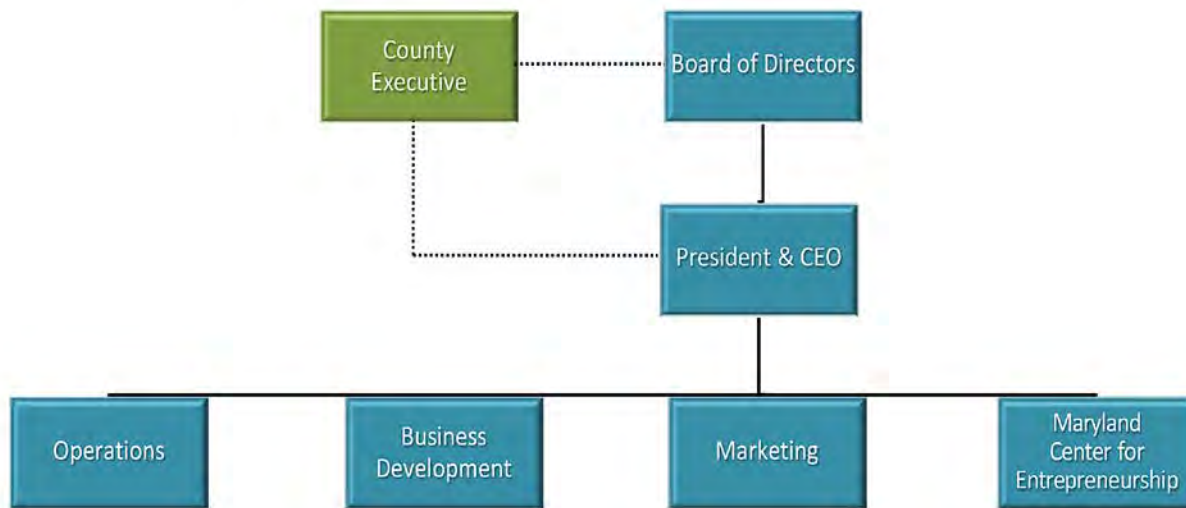 County
Executive
Board of Directors
President & CEO
Operations
Business
Development
Marketing
Maryland
Center for
Entrepreneurship